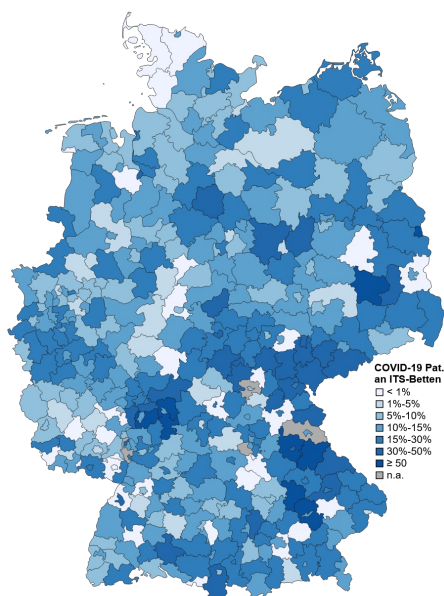 COVID-19 Pat.
an ITS-Betten
< 1%
1%-5%
5%-10%
10%-15%
15%-30%
30%-50%
≥ 50
n.a.